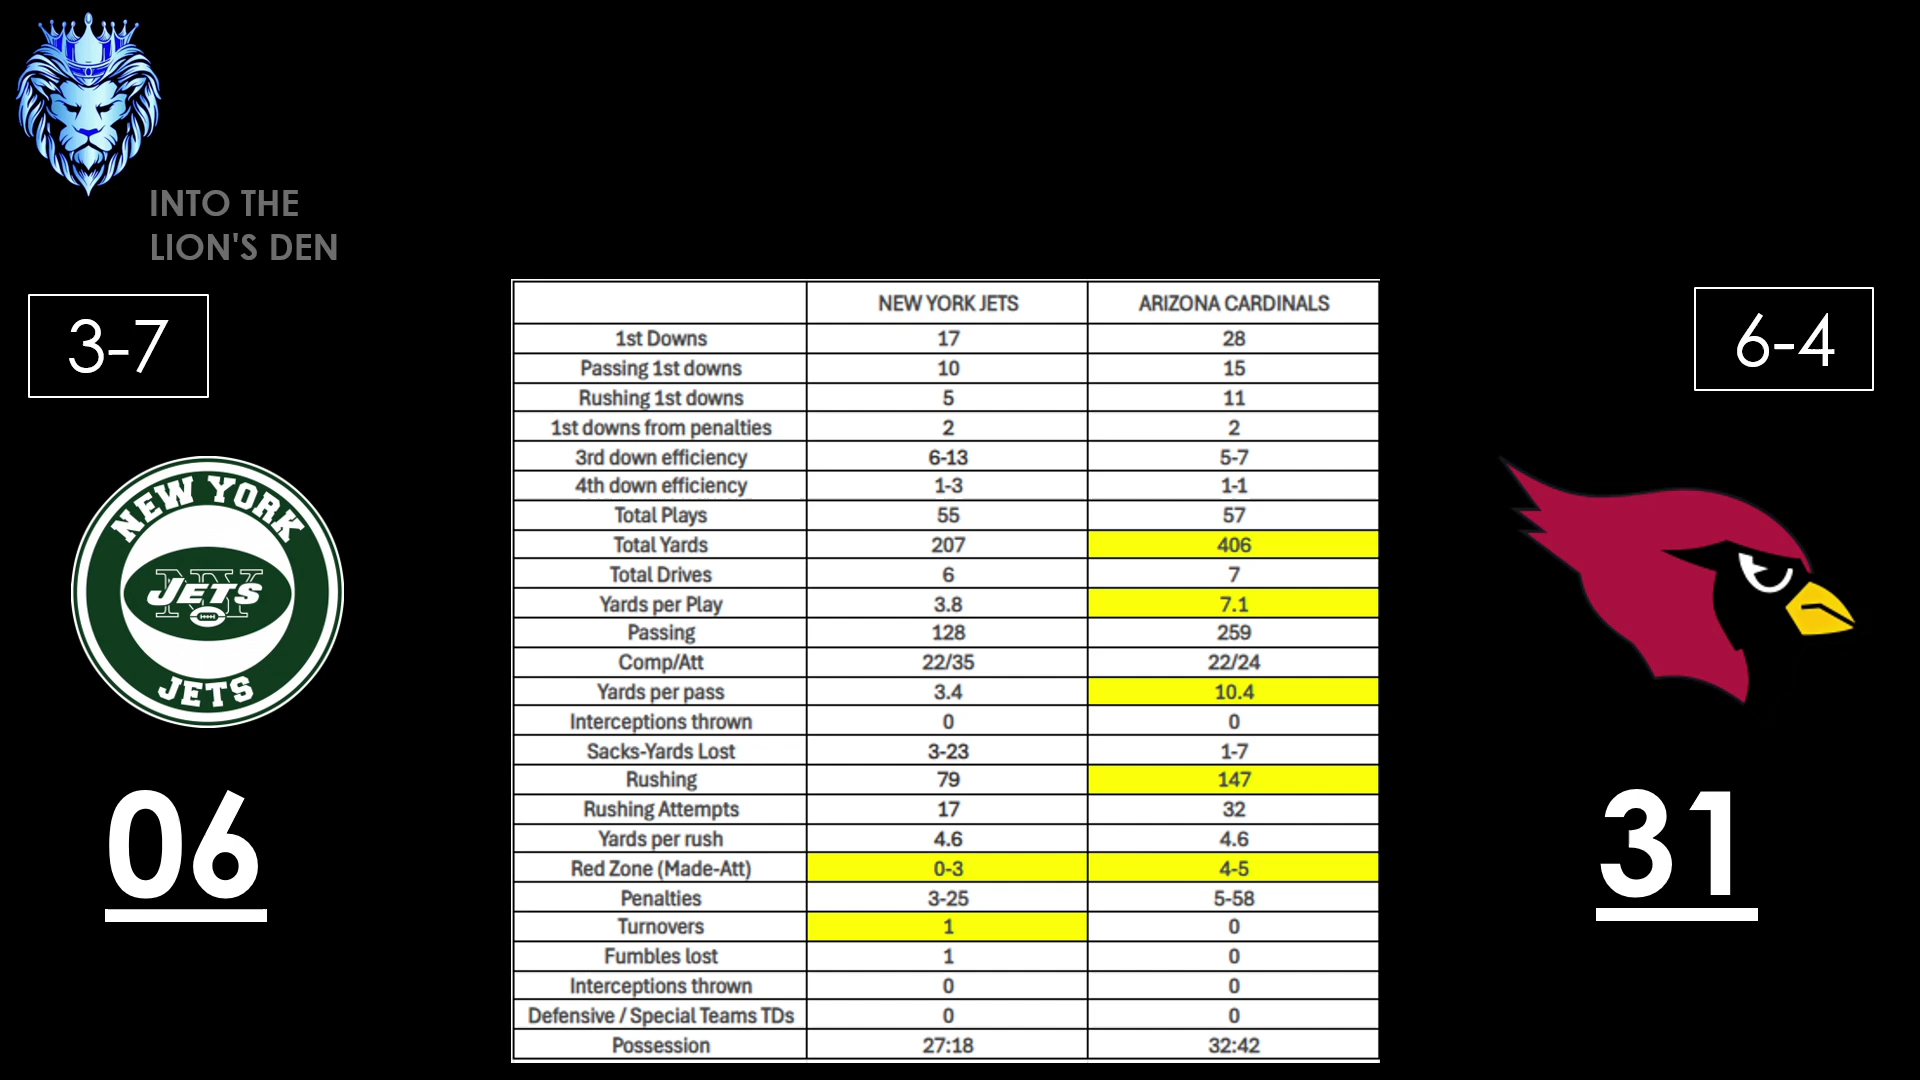 INTO THE
LION'S DEN
3-7
6-4
NEW YORK JETS ARIZONA CARDINALS
1st Downs 17 28
Passing 1st downs 10 15
Rushing 1st downs 5 11
1st downs from penalties 2 2
3rd down efficiency 6-13 5-7
4th down efficiency 1-3 1-1
Total Plays 55 57
Total Yards 207 406
Total Drives 6 7
Yards per Play 3.8 7.1
Passing 128 259
Comp/Att 22/35 22/24
Yards per pass 3.4 10.4
Interceptions thrown 0 0
Sacks-Yards Lost 3-23 1-7
Rushing 79 147
Rushing Attempts 17 32
Yards per rush 4.6 4.6
Red Zone (Made-Att) 0-3 4-5
Penalties 3-25 5-58
Turnovers 1 0
Fumbles lost 1 0
Interceptions thrown 0 0
Defensive / Special Teams TDs 0 0
Possession 27:18 32:42
NEW YORK
NY
JETS
JETS
06
31